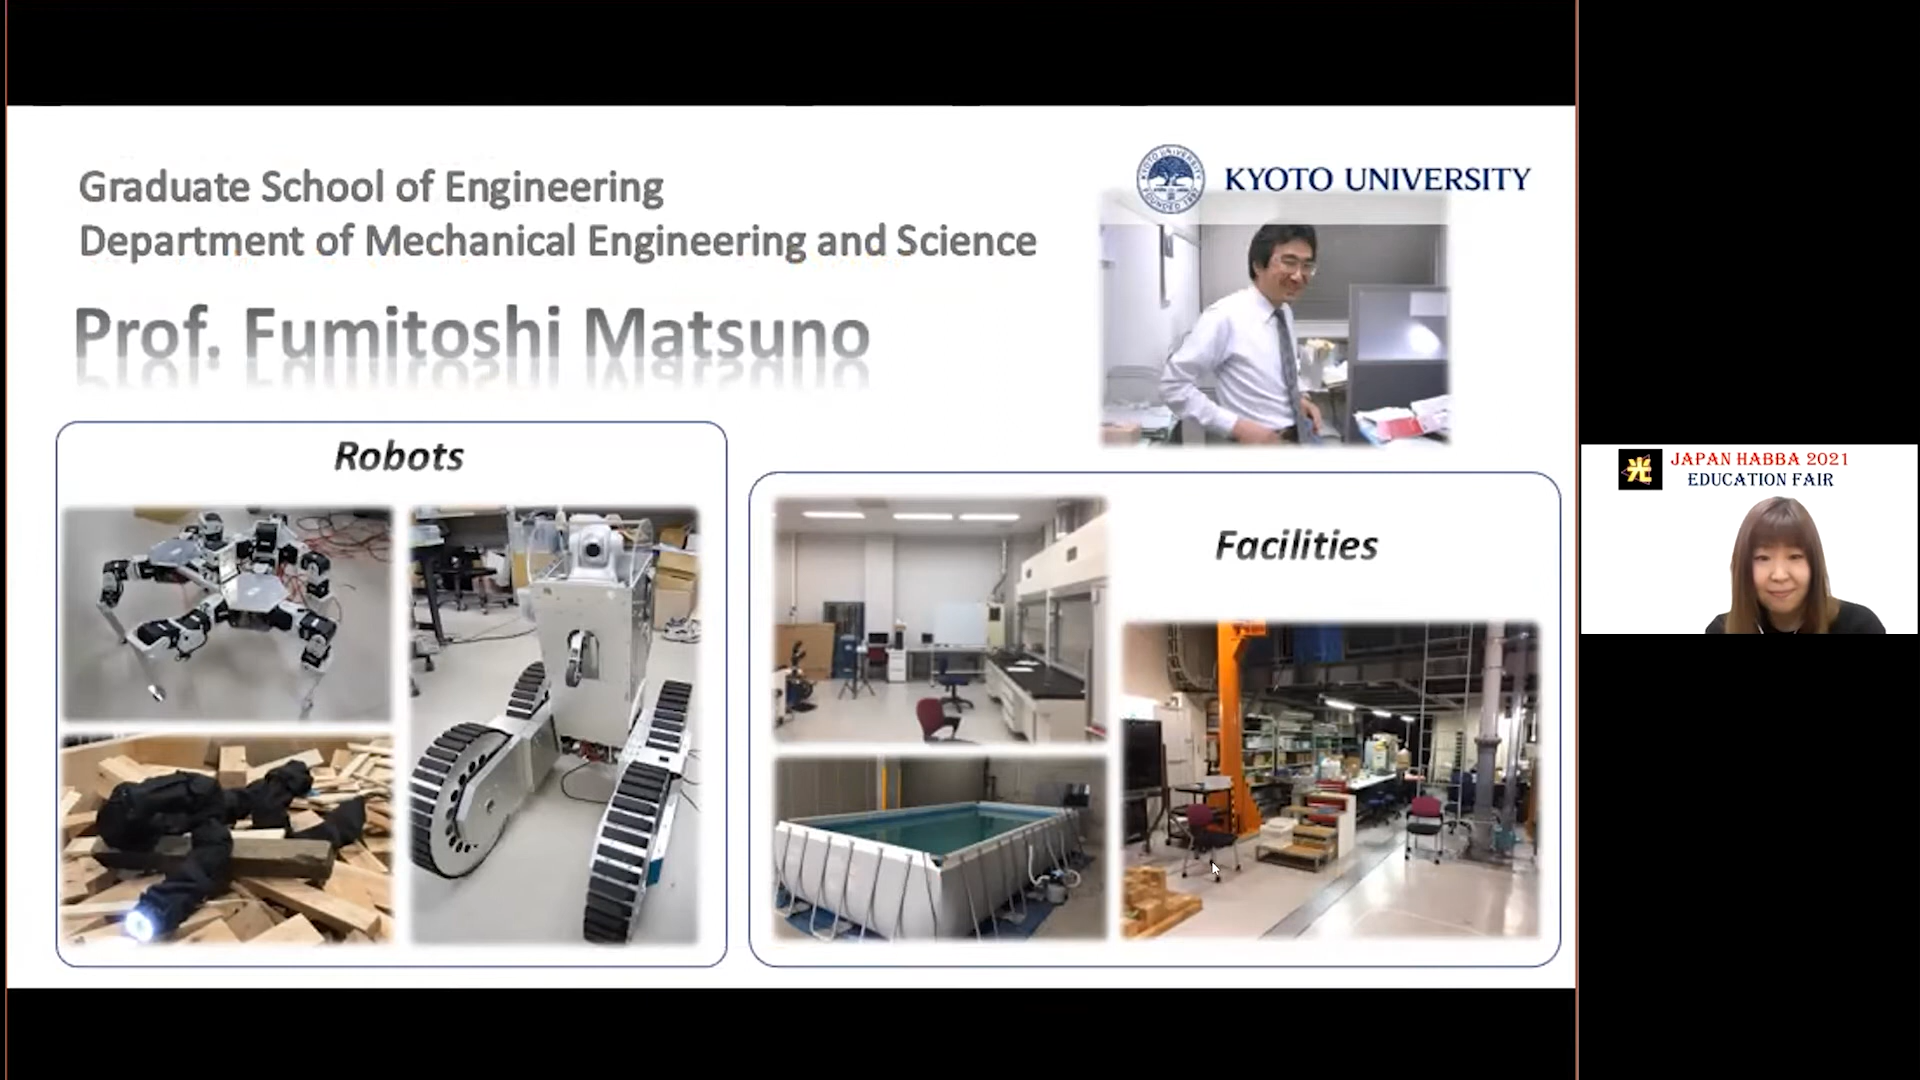 Graduate School of Engineering
Department of Mechanical Engineering and Science
KYOTO UNIVERSITY
Prof. Fumitoshi Matsuno
Robots
Facilities
光
JAPAN HABBA 2021
EDUCATION FAIR